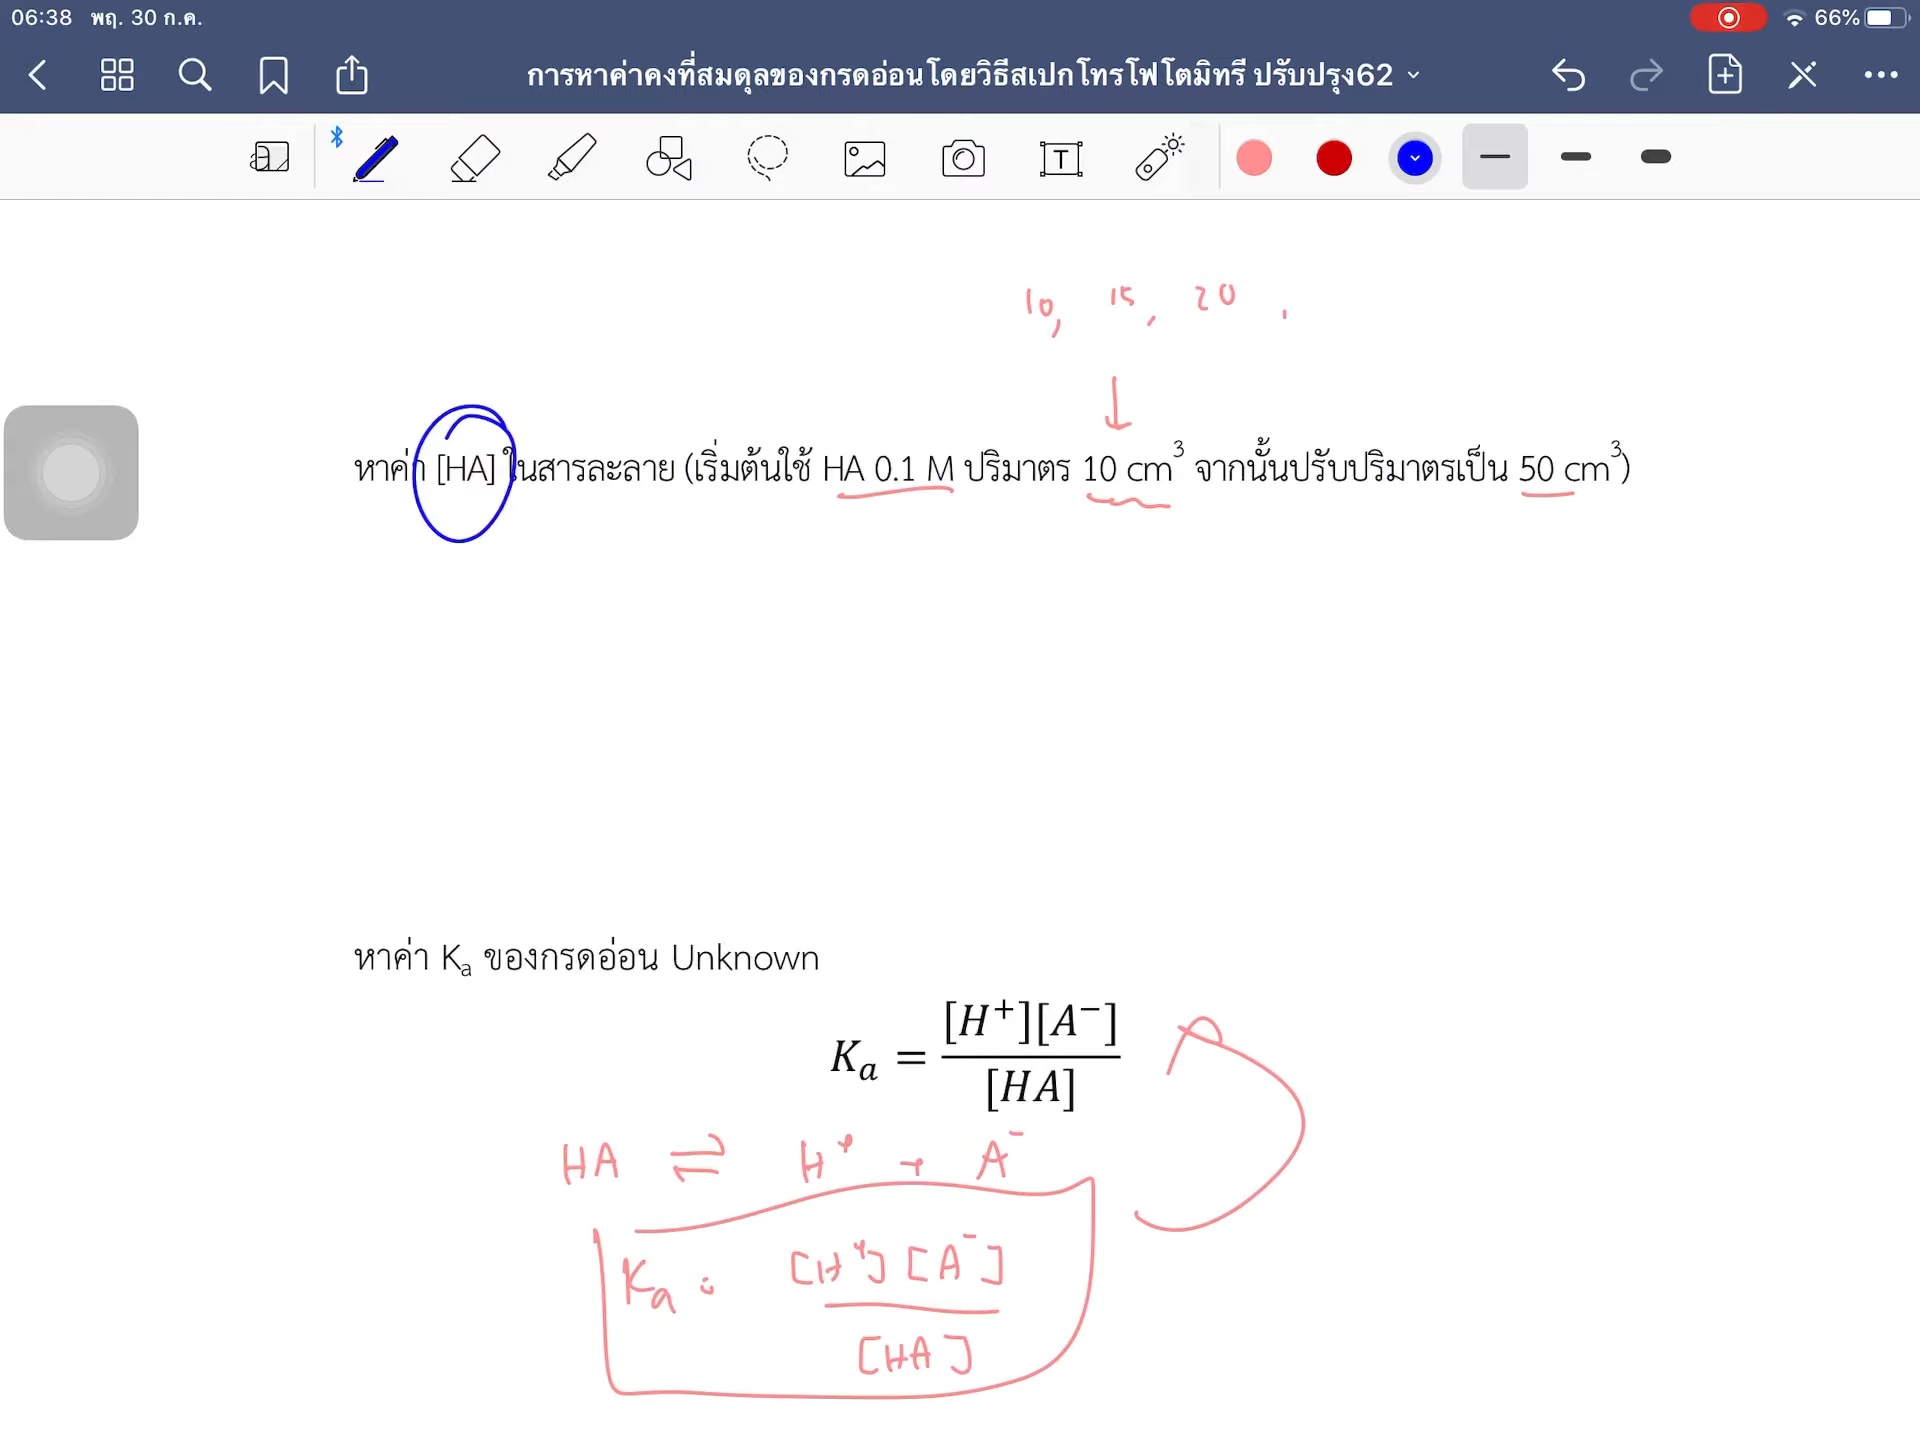 06:38 พฤ. 30 ก.ค. 66%
การหาค่าคงที่สมดุลของกรดอ่อนโดยวิธีสเปกโทรโฟโตมิทรี ปรับปรุง62
10, 15, 20 ,
หาค่า [HA] ในสารละลาย (เริ่มต้นใช้ HA 0.1 M ปริมาตร 10 cm³ จากนั้นปรับปริมาตรเป็น 50 cm³)
หาค่า Kₐ ของกรดอ่อน Unknown
Kₐ = [H⁺][A⁻] / [HA]
HA ⇌ H⁺ + A⁻
Kₐ = [H⁺] [A⁻] / [HA]